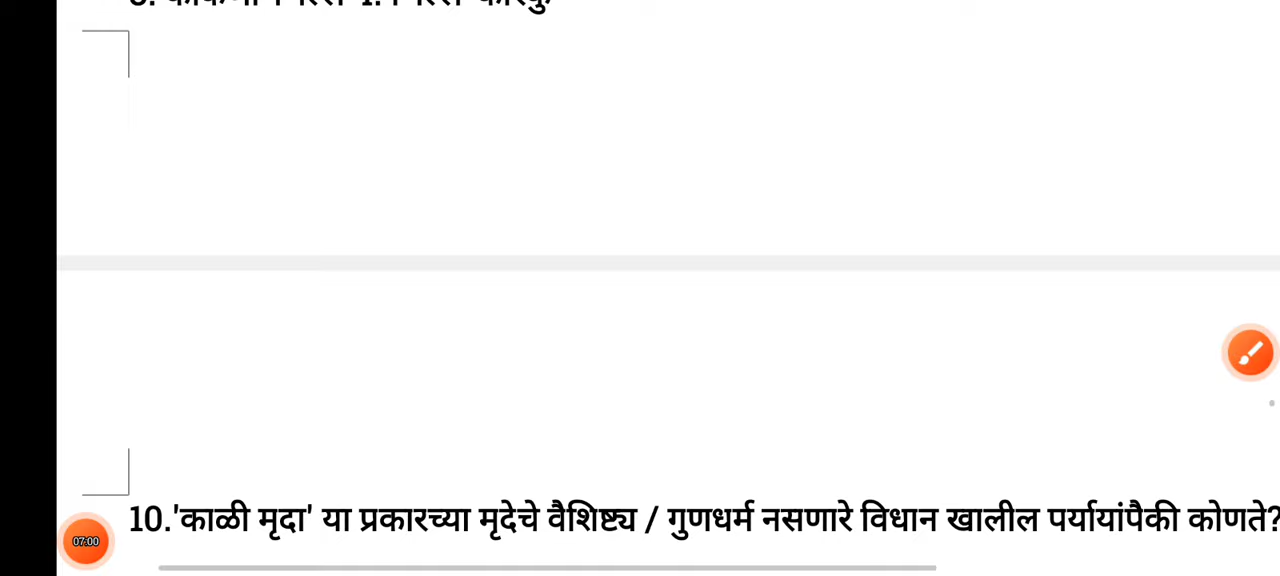 10.'काळी मृदा' या प्रकारच्या मृदेचे वैशिष्ट्य / गुणधर्म नसणारे विधान खालील पर्यायांपैकी कोणते?
07:00